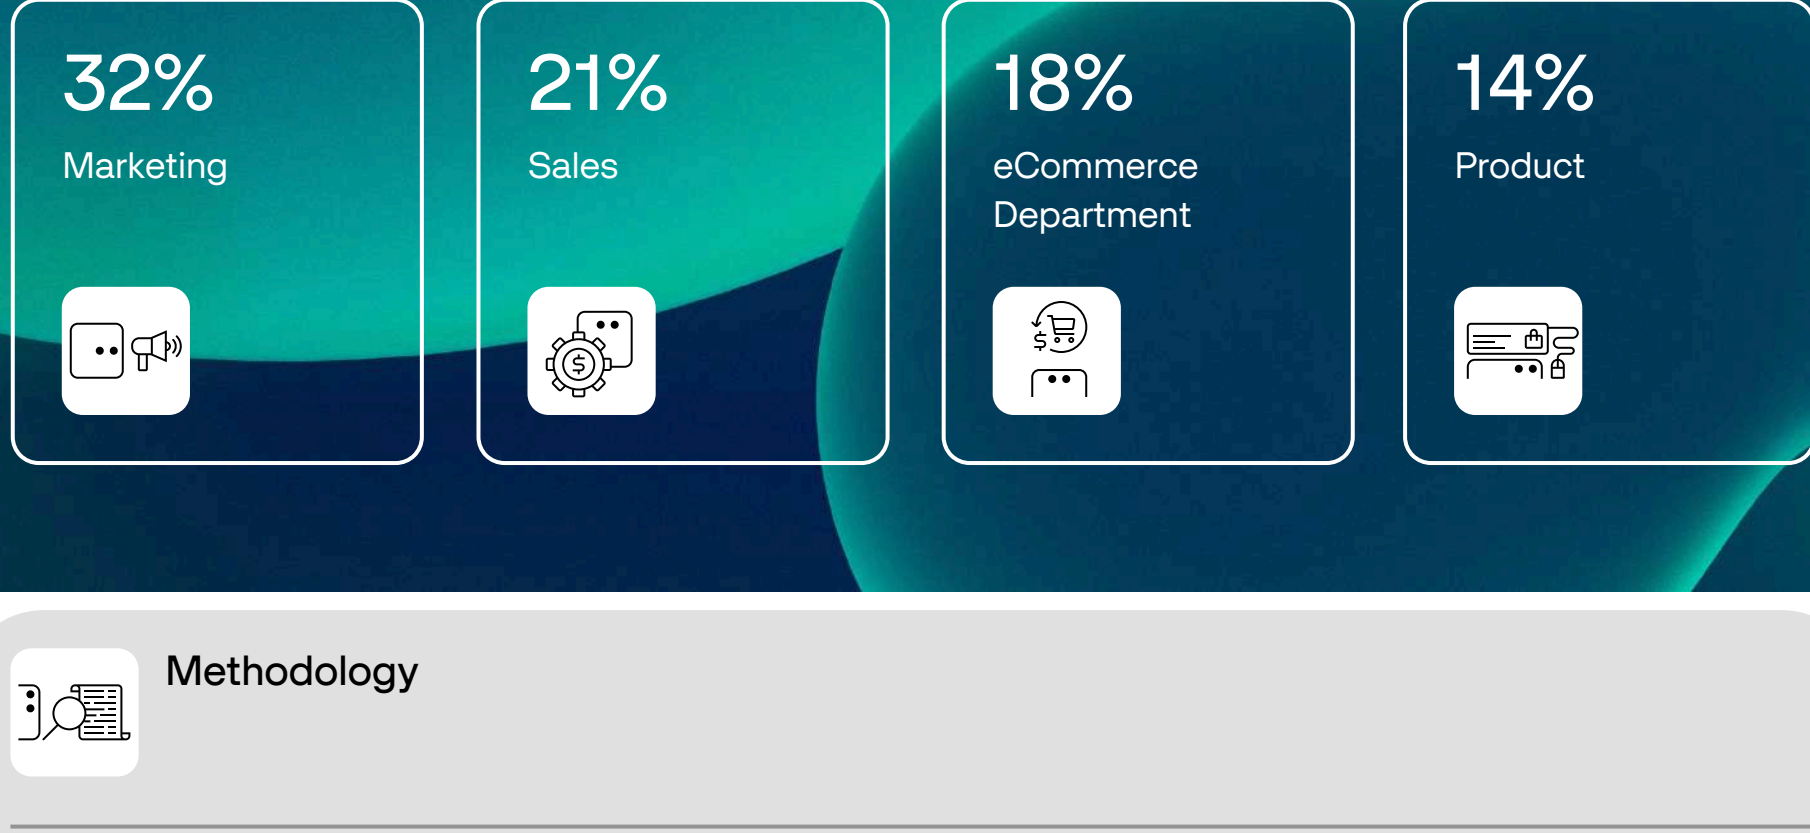 32%
Marketing
21%
Sales
18%
eCommerce
Department
14%
Product
Methodology